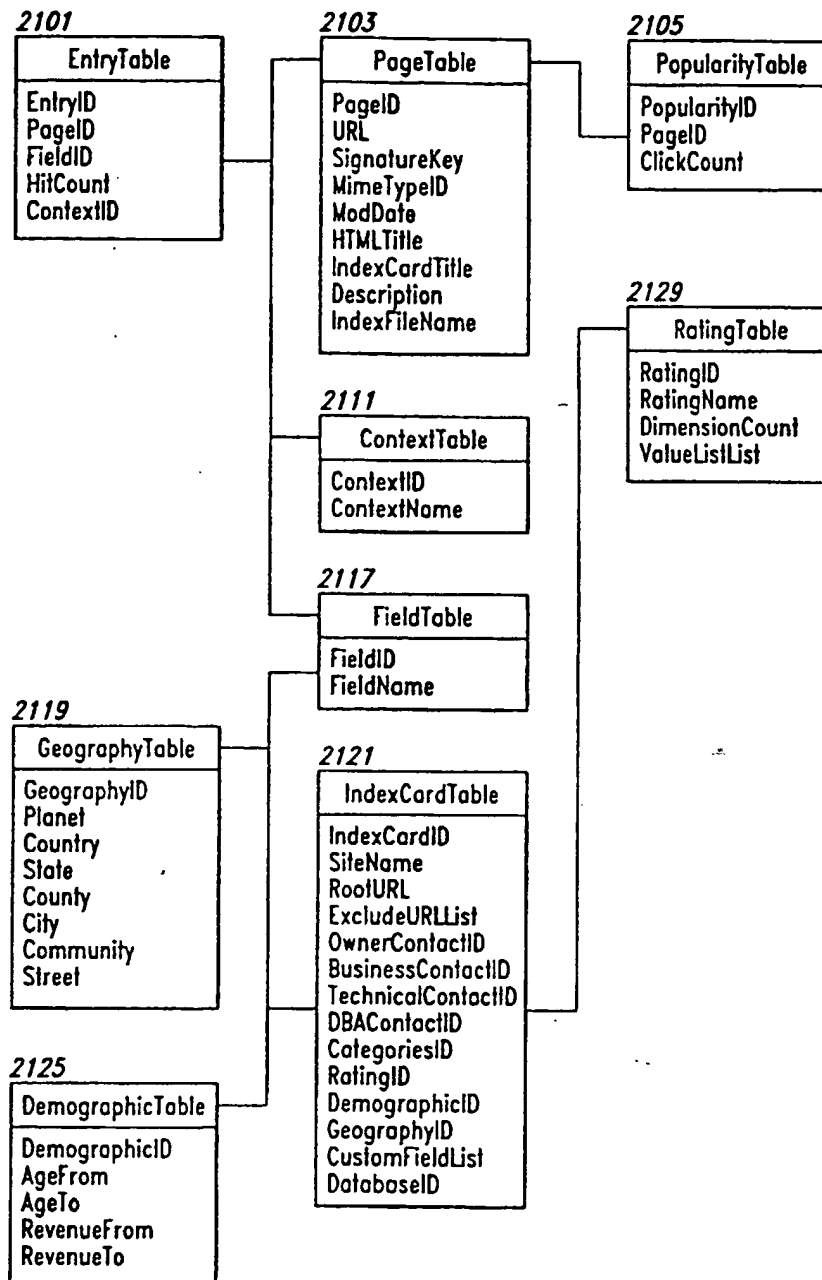 2101
EntryTable
EntryID
PageID
FieldID
HitCount
ContextID
2103
PageTable
PageID
URL
SignatureKey
MimeTypeID
ModDate
HTMLTitle
IndexCardTitle
Description
IndexFileName
2105
PopularityTable
PopularityID
PageID
ClickCount
2129
RatingTable
RatingID
RatingName
DimensionCount
ValueListList
2111
ContextTable
ContextID
ContextName
2117
FieldTable
FieldID
FieldName
2119
GeographyTable
GeographyID
Planet
Country
State
County
City
Community
Street
2121
IndexCardTable
IndexCardID
SiteName
RootURL
ExcludeURLList
OwnerContactID
BusinessContactID
TechnicalContactID
DBAContactID
CategoriesID
RatingID
DemographicID
GeographyID
CustomFieldList
DatabaseID
2125
DemographicTable
DemographicID
AgeFrom
AgeTo
RevenueFrom
RevenueTo